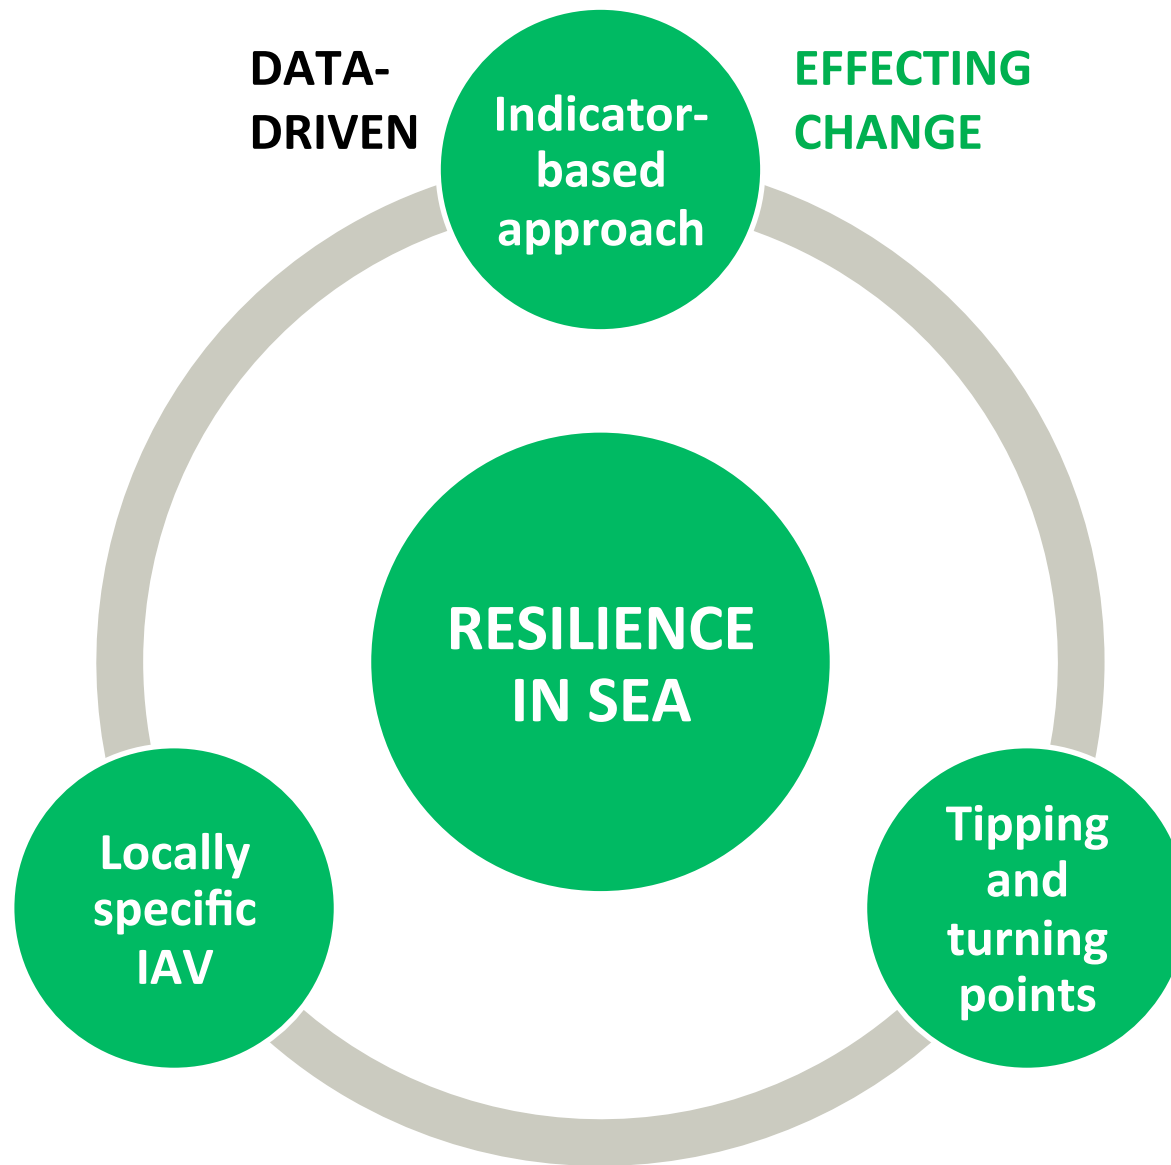 DATA-
DRIVEN
EFFECTING
CHANGE
Indicator-
based
approach
RESILIENCE
IN SEA
Locally
specific
IAV
Tipping
and
turning
points